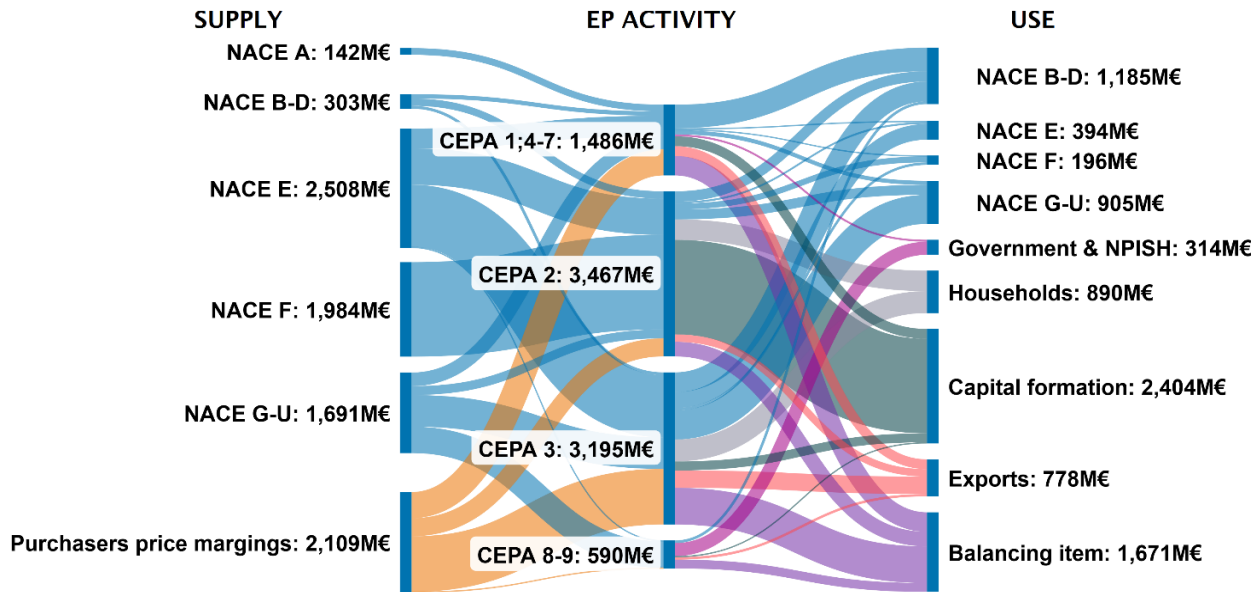 SUPPLY
EP ACTIVITY
USE
NACE A: 142M€
NACE B-D: 303M€
NACE E: 2,508M€
NACE F: 1,984M€
NACE G-U: 1,691M€
Purchasers price margings: 2,109M€
CEPA 1;4-7: 1,486M€
CEPA 2: 3,467M€
CEPA 3: 3,195M€
CEPA 8-9: 590M€
NACE B-D: 1,185M€
NACE E: 394M€
NACE F: 196M€
NACE G-U: 905M€
Government & NPISH: 314M€
Households: 890M€
Capital formation: 2,404M€
Exports: 778M€
Balancing item: 1,671M€